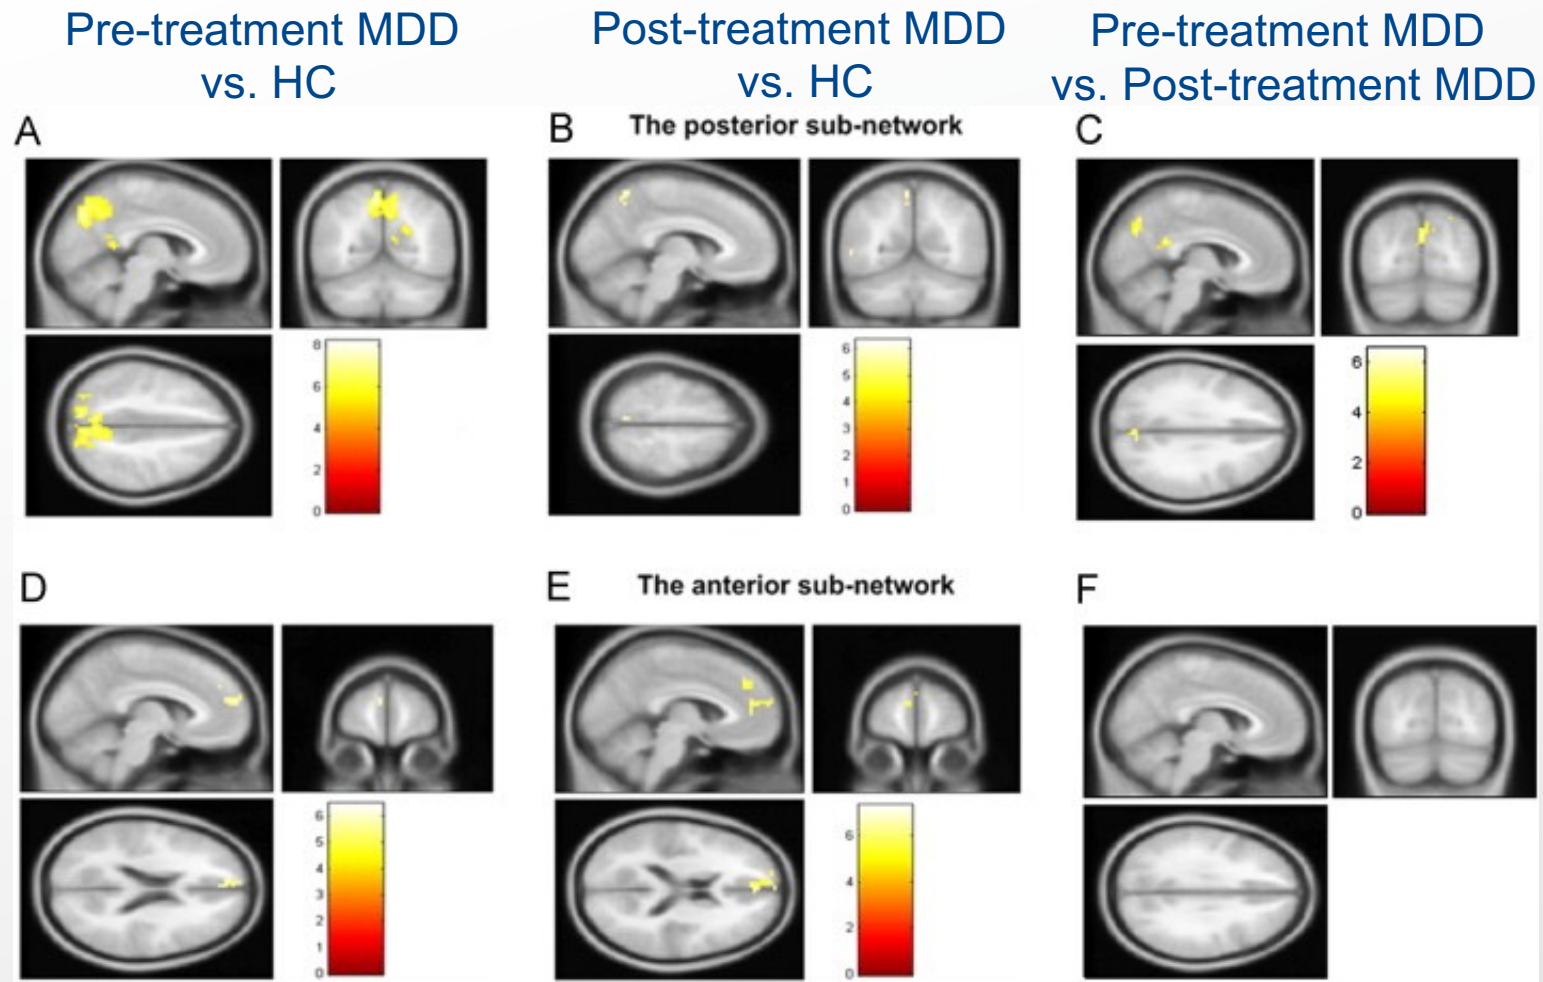 Pre-treatment MDD
vs. HC
Post-treatment MDD
vs. HC
Pre-treatment MDD
vs. Post-treatment MDD
A
B
The posterior sub-network
C
8
6
4
2
0
6
5
4
3
2
1
0
6
4
2
0
D
E
The anterior sub-network
F
6
5
4
3
2
1
0
6
4
2
0